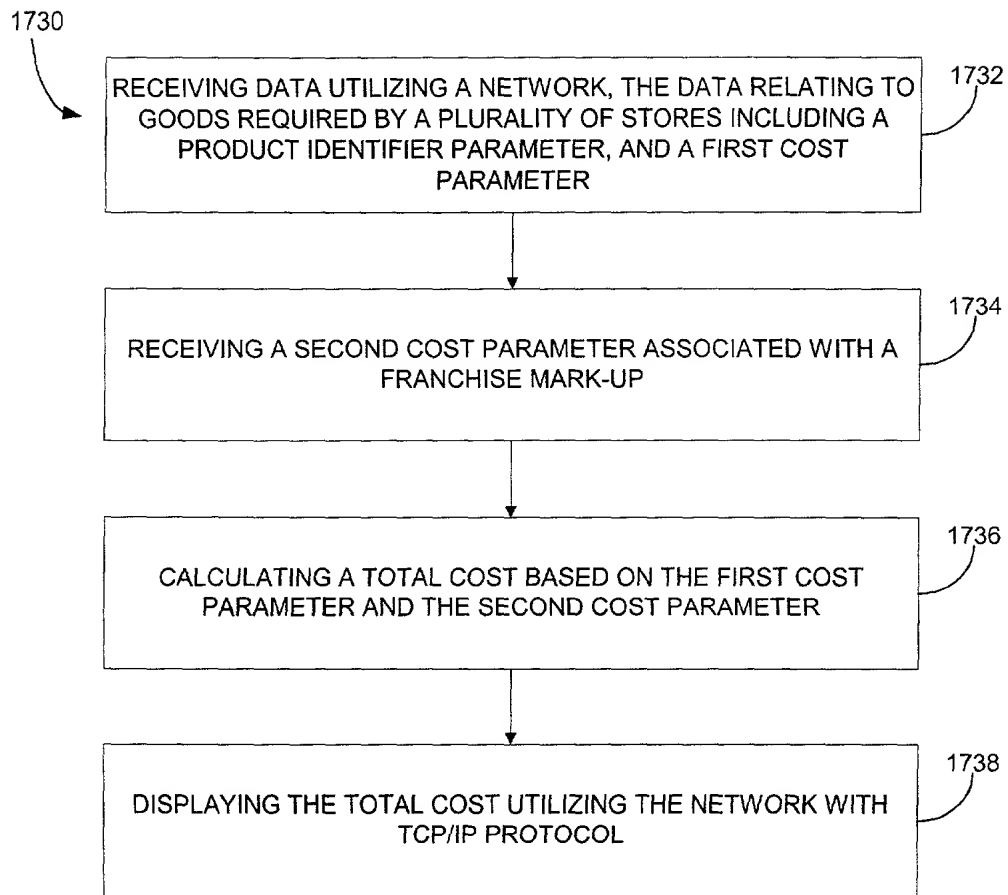 1730
1732
RECEIVING DATA UTILIZING A NETWORK, THE DATA RELATING TO
GOODS REQUIRED BY A PLURALITY OF STORES INCLUDING A
PRODUCT IDENTIFIER PARAMETER, AND A FIRST COST
PARAMETER
1734
RECEIVING A SECOND COST PARAMETER ASSOCIATED WITH A
FRANCHISE MARK-UP
1736
CALCULATING A TOTAL COST BASED ON THE FIRST COST
PARAMETER AND THE SECOND COST PARAMETER
1738
DISPLAYING THE TOTAL COST UTILIZING THE NETWORK WITH
TCP/IP PROTOCOL